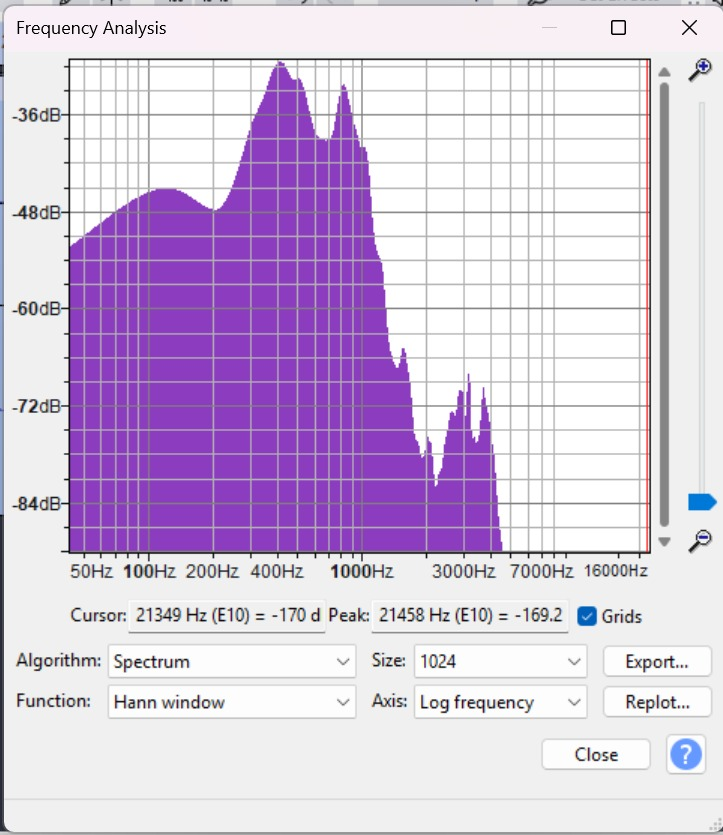 Frequency Analysis
-36dB
-48dB
-60dB
-72dB
-84dB
50Hz 100Hz 200Hz 400Hz 1000Hz 3000Hz 7000Hz 16000Hz
Cursor: 21349 Hz (E10) = -170 d Peak: 21458 Hz (E10) = -169.2 Grids
Algorithm: Spectrum Size: 1024 Export...
Function: Hann window Axis: Log frequency Replot...
Close ?